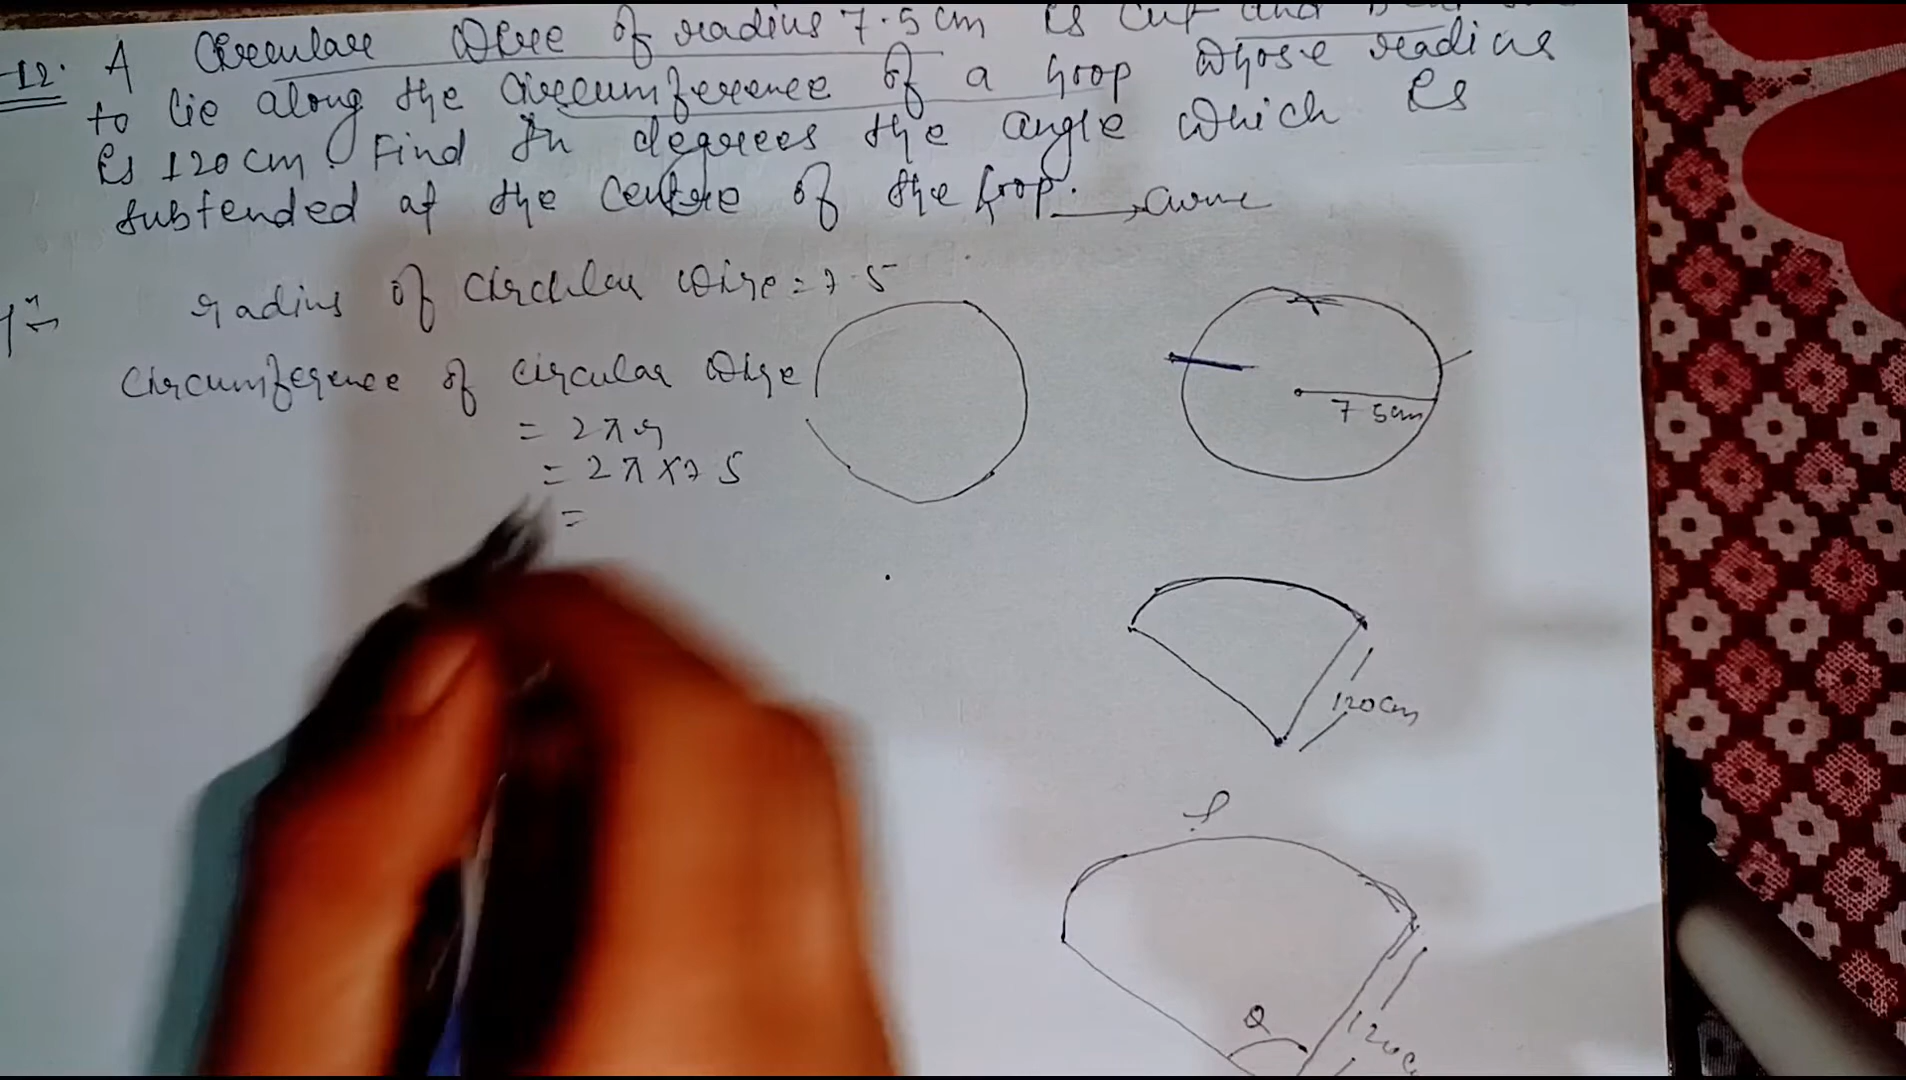 12. A Circular Wire of radius 7.5 cm is cut and
to lie along the circumference of a hoop whose radius
is 120 cm. Find in degrees the angle which is
subtended at the centre of the hoop. → curve
radius of circular wire = 7.5
Circumference of circular wire
= 2πr
= 2π×7.5
=
7.5cm
120cm
l
θ